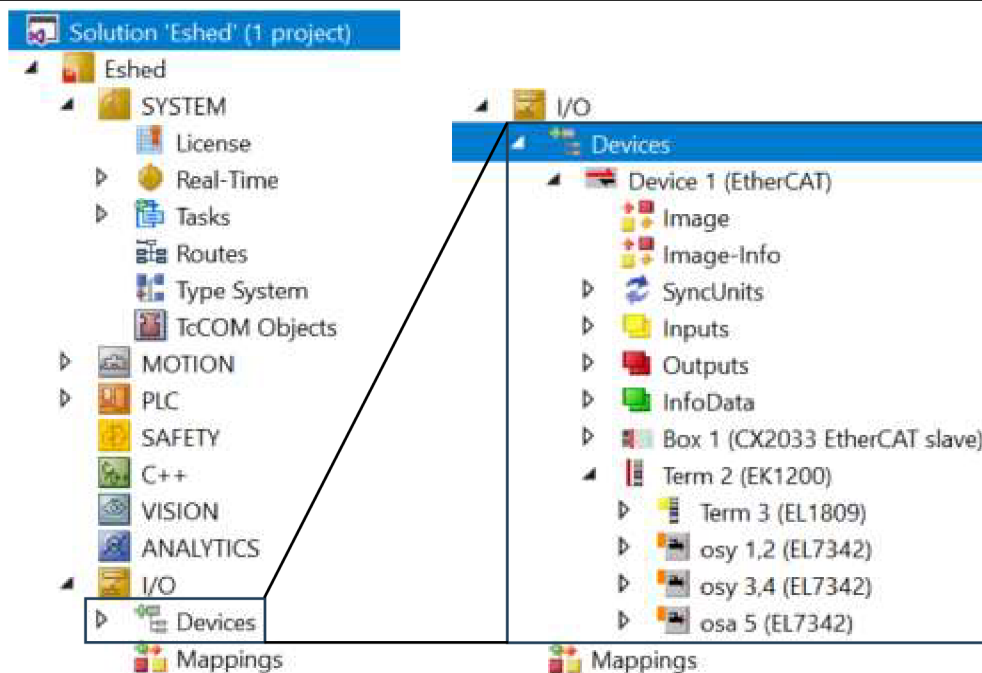 Solution 'Eshed' (1 project)
Eshed
SYSTEM
License
Real-Time
Tasks
Routes
Type System
TcCOM Objects
MOTION
PLC
SAFETY
C++
VISION
ANALYTICS
I/O
Devices
Mappings
I/O
Devices
Device 1 (EtherCAT)
Image
Image-Info
SyncUnits
Inputs
Outputs
InfoData
Box 1 (CX2033 EtherCAT slave)
Term 2 (EK1200)
Term 3 (EL1809)
osy 1,2 (EL7342)
osy 3,4 (EL7342)
osa 5 (EL7342)
Mappings